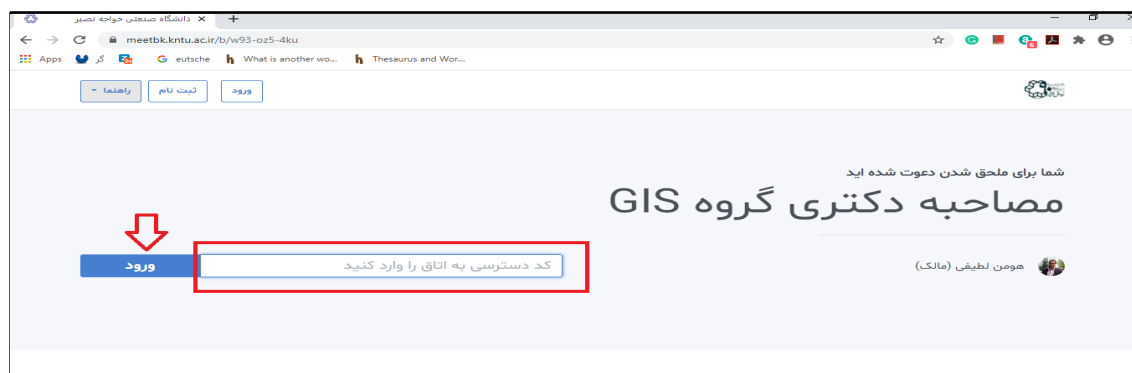 دانشگاه صنعتی خواجه نصیر
meetbk.kntu.ac.ir/b/w93-oz5-4ku
Apps گز eutsche What is another wo... Thesaurus and Wor...
ورود ثبت نام راهنما
شما برای ملحق شدن دعوت شده اید
مصاحبه دکتری گروه GIS
هومن لطیفی (مالک)
کد دسترسی به اتاق را وارد کنید
ورود